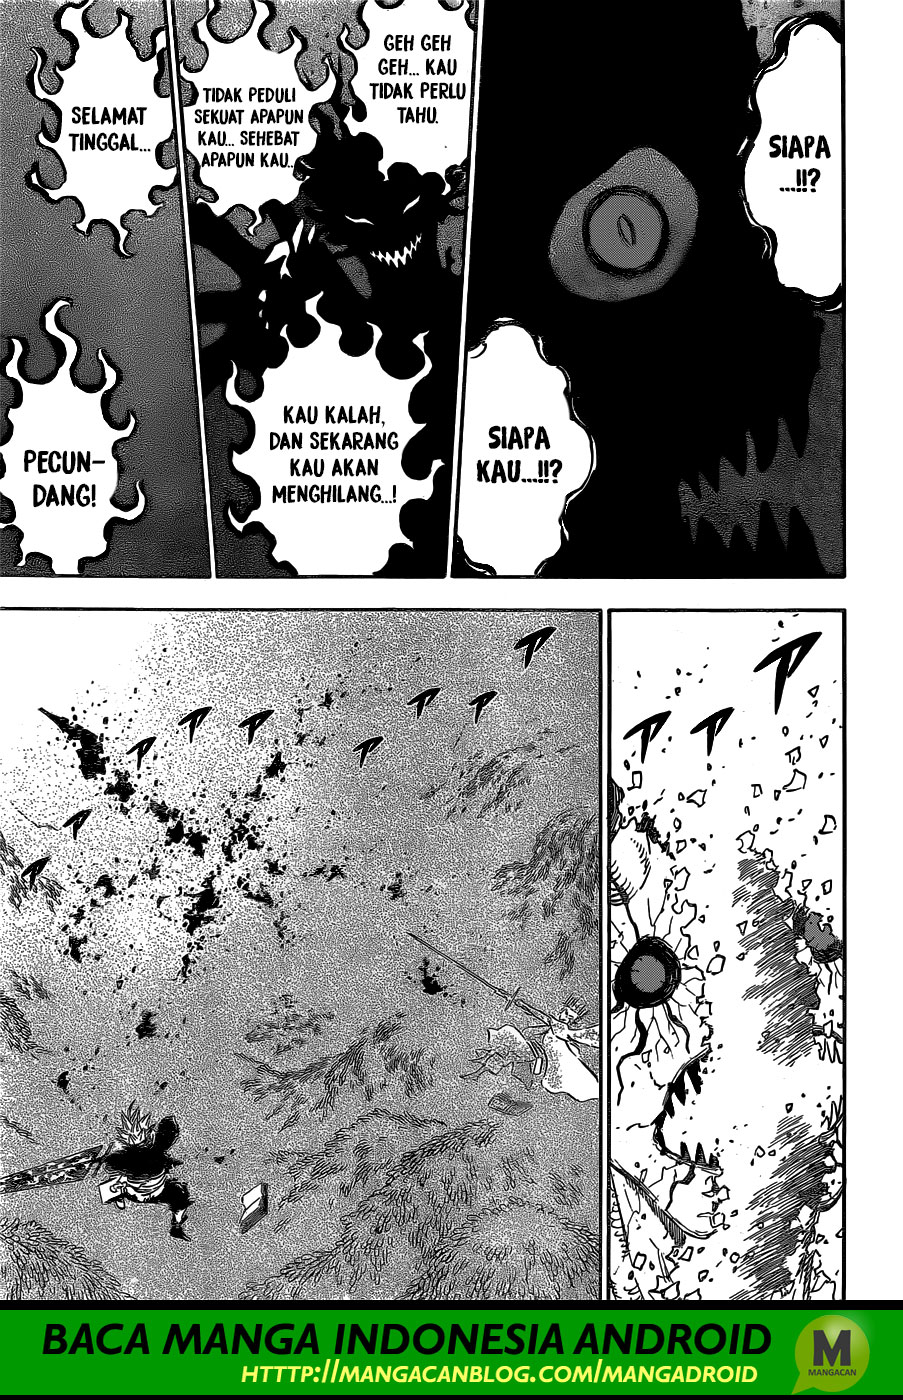 SIAPA
...!!?
SIAPA
KAU...!!?
GEH GEH
GEH... KAU
TIDAK PERLU
TAHU.
TIDAK PEDULI
SEKUAT APAPUN
KAU... SEHEBAT
APAPUN KAU..
KAU KALAH,
DAN SEKARANG
KAU AKAN
MENGHILANG...!
SELAMAT
TINGGAL...
PECUN-
DANG!
BACA MANGA INDONESIA ANDROID
HTTTP://MANGACANBLOG.COM/MANGADROID
M
MANGACAN